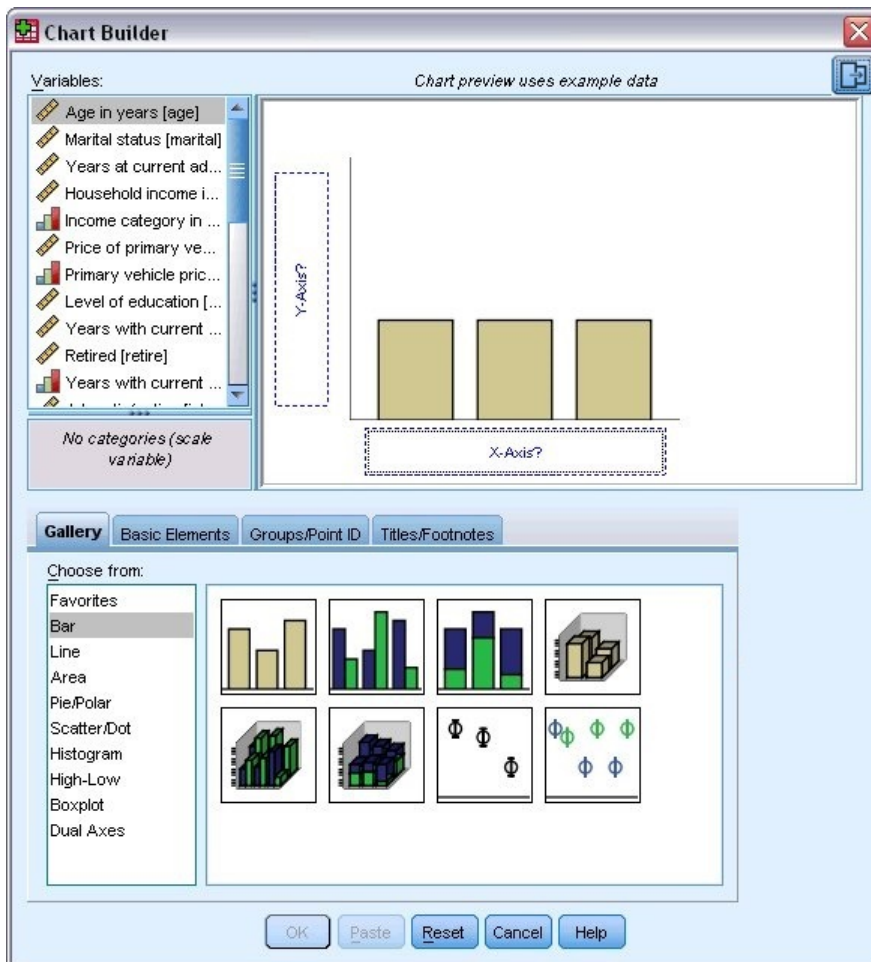 Chart Builder
Variables:
Chart preview uses example data
Age in years [age]
Marital status [marital]
Years at current ad...
Household income i...
Income category in ...
Price of primary ve...
Primary vehicle pric...
Level of education [...
Years with current ...
Retired [retire]
Years with current ...
No categories (scale
variable)
Y-Axis?
X-Axis?
Gallery
Basic Elements
Groups/Point ID
Titles/Footnotes
Choose from:
Favorites
Bar
Line
Area
Pie/Polar
Scatter/Dot
Histogram
High-Low
Boxplot
Dual Axes
OK
Paste
Reset
Cancel
Help